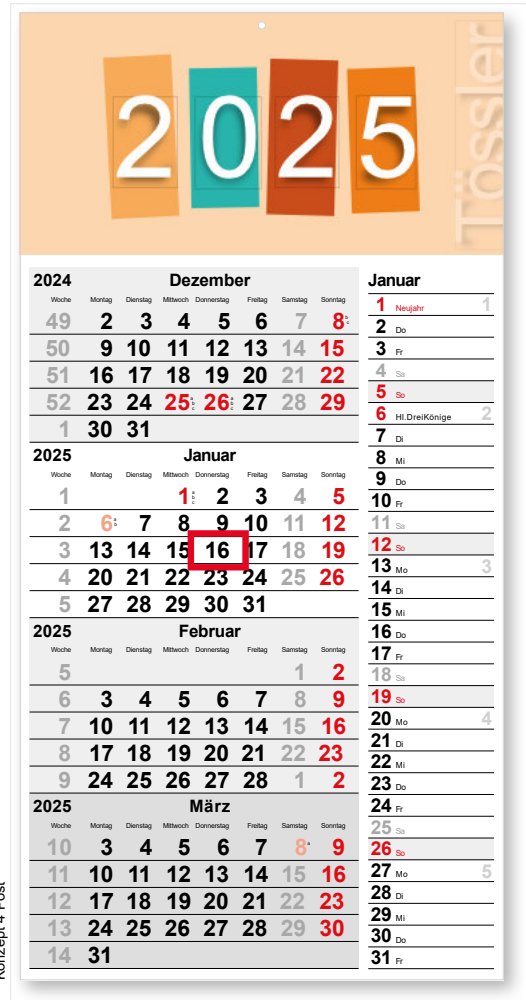 2025
Tössler
2024 Dezember
Woche Montag Dienstag Mittwoch Donnerstag Freitag Samstag Sonntag
49 2 3 4 5 6 7 8
50 9 10 11 12 13 14 15
51 16 17 18 19 20 21 22
52 23 24 25 26 27 28 29
1 30 31
2025 Januar
Woche Montag Dienstag Mittwoch Donnerstag Freitag Samstag Sonntag
1 1 2 3 4 5
2 6 7 8 9 10 11 12
3 13 14 15 16 17 18 19
4 20 21 22 23 24 25 26
5 27 28 29 30 31
2025 Februar
Woche Montag Dienstag Mittwoch Donnerstag Freitag Samstag Sonntag
5 1 2
6 3 4 5 6 7 8 9
7 10 11 12 13 14 15 16
8 17 18 19 20 21 22 23
9 24 25 26 27 28 1 2
2025 März
Woche Montag Dienstag Mittwoch Donnerstag Freitag Samstag Sonntag
10 3 4 5 6 7 8 9
11 10 11 12 13 14 15 16
12 17 18 19 20 21 22 23
13 24 25 26 27 28 29 30
14 31
Januar
1 Neujahr 1
2 Do
3 Fr
4 Sa
5 So
6 Hl.DreiKönige 2
7 Di
8 Mi
9 Do
10 Fr
11 Sa
12 So
13 Mo 3
14 Di
15 Mi
16 Do
17 Fr
18 Sa
19 So
20 Mo 4
21 Di
22 Mi
23 Do
24 Fr
25 Sa
26 So
27 Mo 5
28 Di
29 Mi
30 Do
31 Fr
Konzept 4 Post